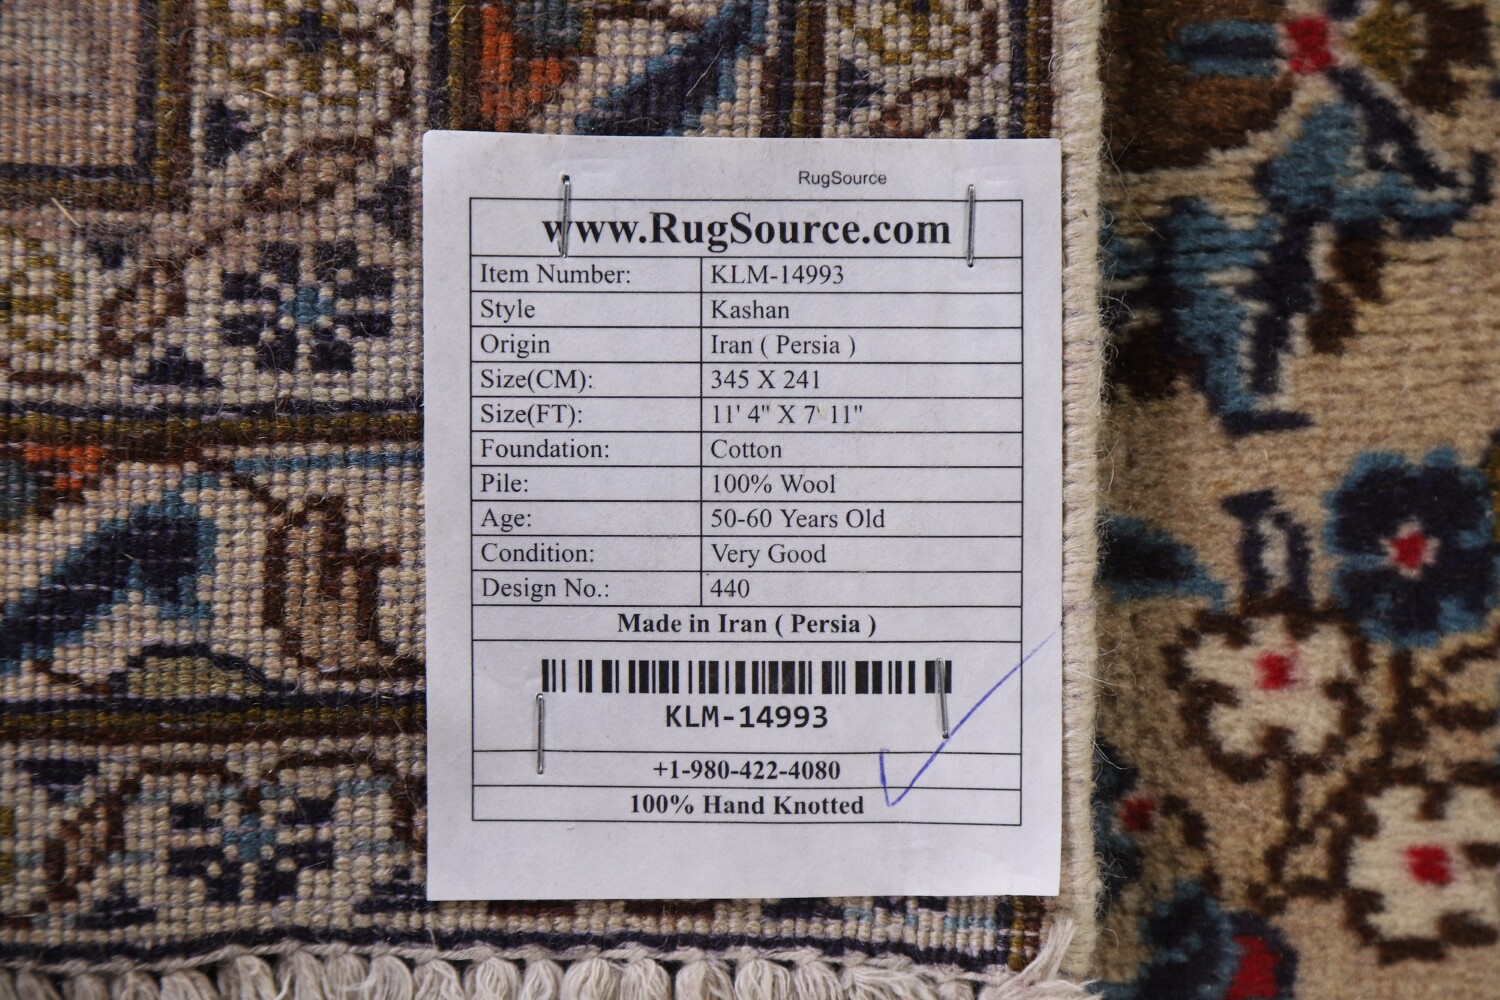 RugSource
www.RugSource.com
Item Number: KLM-14993
Style Kashan
Origin Iran ( Persia )
Size(CM): 345 X 241
Size(FT): 11' 4" X 7' 11"
Foundation: Cotton
Pile: 100% Wool
Age: 50-60 Years Old
Condition: Very Good
Design No.: 440
Made in Iran ( Persia )
KLM-14993
+1-980-422-4080
100% Hand Knotted